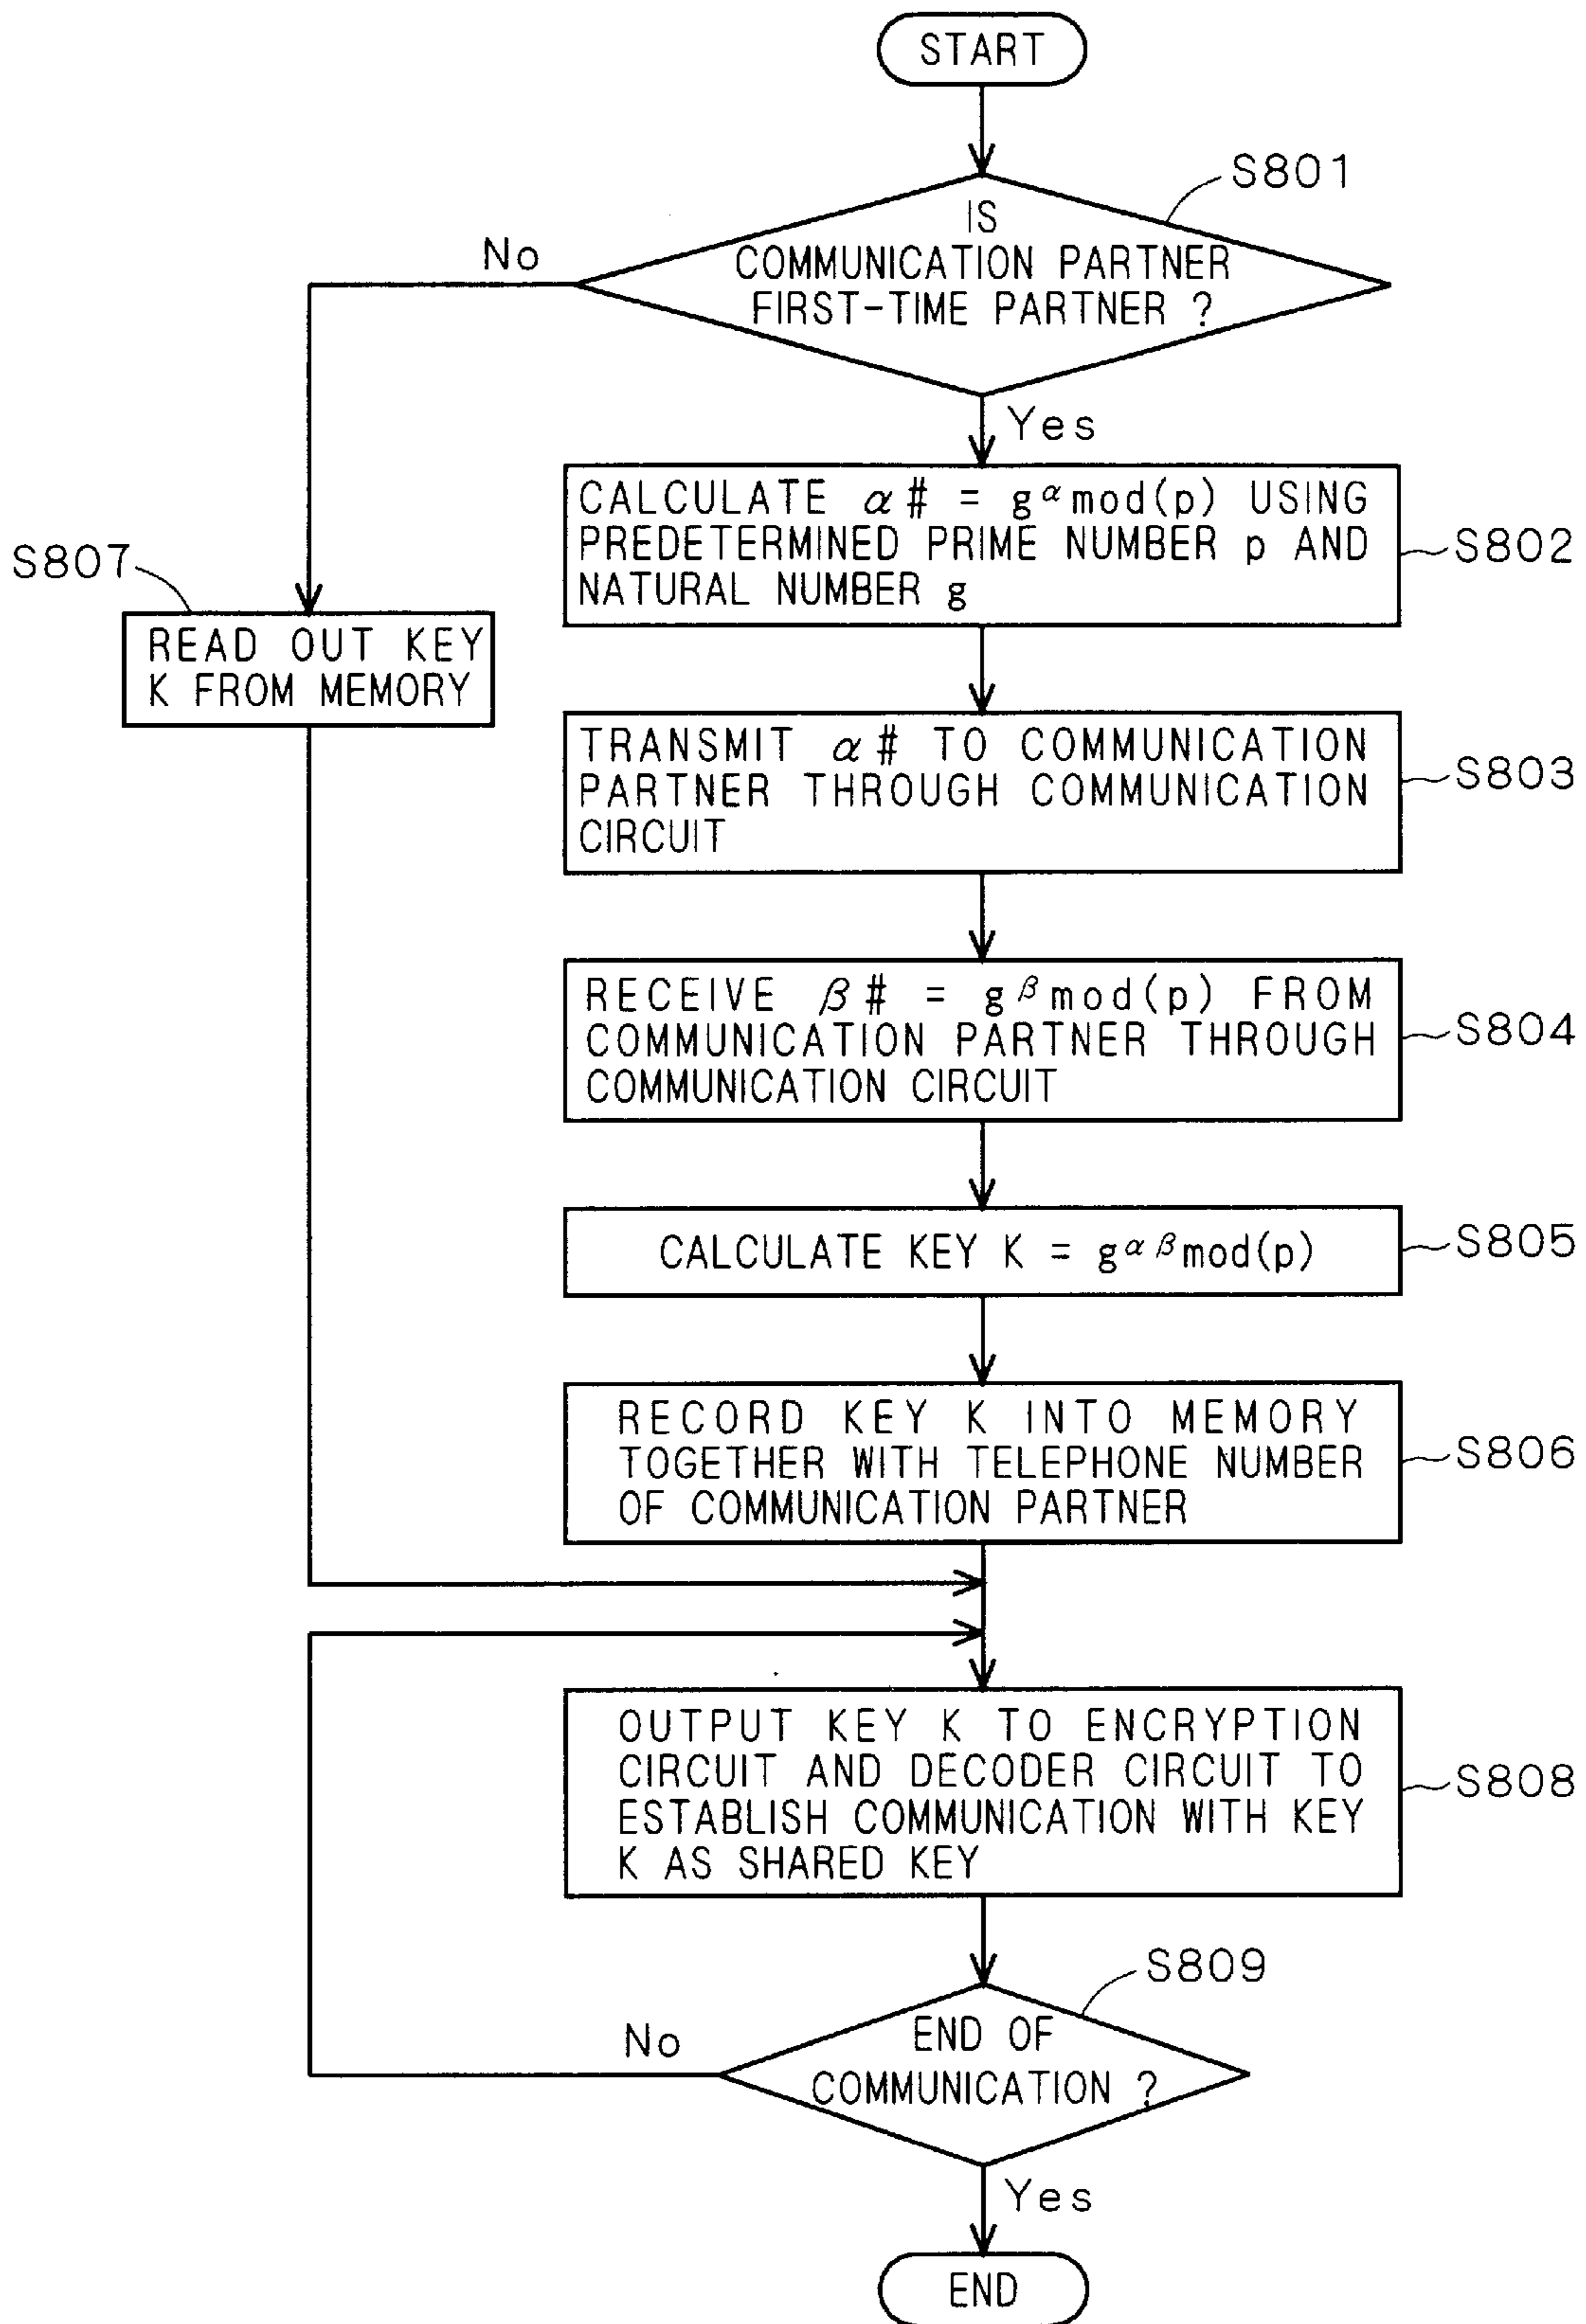 START
S801
IS
COMMUNICATION PARTNER
FIRST-TIME PARTNER ?
No
Yes
CALCULATE α# = g^α mod(p) USING
PREDETERMINED PRIME NUMBER p AND
NATURAL NUMBER g
S802
S807
READ OUT KEY
K FROM MEMORY
TRANSMIT α# TO COMMUNICATION
PARTNER THROUGH COMMUNICATION
CIRCUIT
S803
RECEIVE β# = g^β mod(p) FROM
COMMUNICATION PARTNER THROUGH
COMMUNICATION CIRCUIT
S804
CALCULATE KEY K = g^αβ mod(p)
S805
RECORD KEY K INTO MEMORY
TOGETHER WITH TELEPHONE NUMBER
OF COMMUNICATION PARTNER
S806
OUTPUT KEY K TO ENCRYPTION
CIRCUIT AND DECODER CIRCUIT TO
ESTABLISH COMMUNICATION WITH KEY
K AS SHARED KEY
S808
S809
END OF
COMMUNICATION ?
No
Yes
END